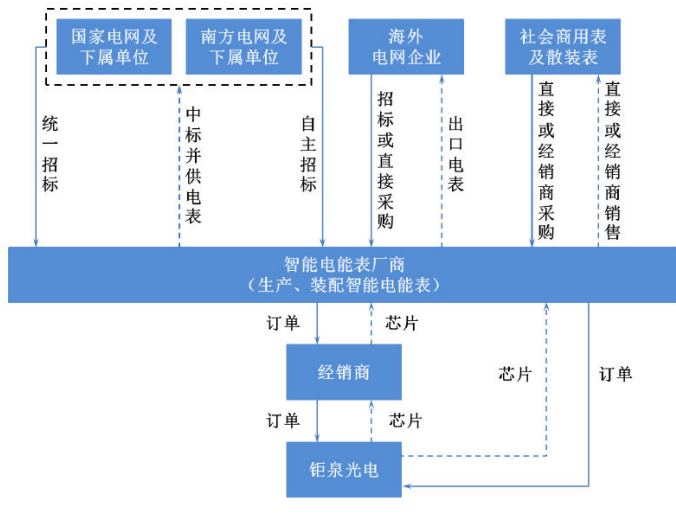 国家电网及
下属单位
南方电网及
下属单位
海外
电网企业
社会商用表
及散装表
统一招标
中标并供电表
自主招标
招标或直接采购
出口电表
直接或经销商采购
直接或经销商销售
智能电能表厂商
（生产、装配智能电能表）
订单
芯片
经销商
芯片
订单
订单
芯片
钜泉光电